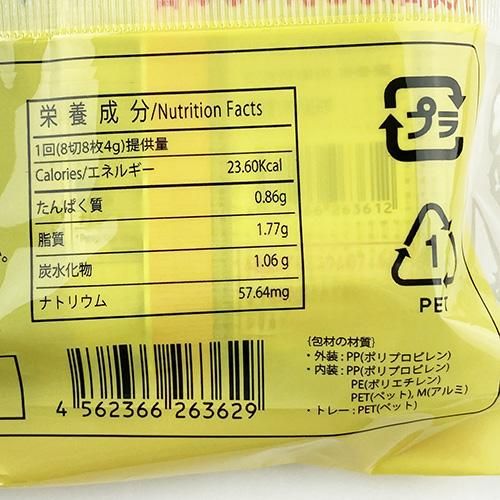 栄養成分/Nutrition Facts
1回(8切8枚4g)提供量
Calories/エネルギー 23.60Kcal
たんぱく質 0.86g
脂質 1.77g
炭水化物 1.06g
ナトリウム 57.64mg
プラ
1
PET
{包材の材質}
・外装:PP(ポリプロピレン)
・内装:PP(ポリプロピレン)
PE(ポリエチレン)
PET(ペット), M(アルミ)
・トレー:PET(ペット)
4 562366 263629